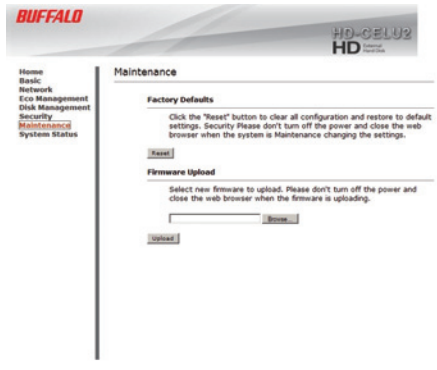 BUFFALO
HD-CELU2
HD External
Hard Disk
Home
Basic
Network
Eco Management
Disk Management
Security
Maintenance
System Status
Maintenance
Factory Defaults
Click the "Reset" button to clear all configuration and restore to default
settings. Security Please don't turn off the power and close the web
browser when the system is Maintenance changing the settings.
Reset
Firmware Upload
Select new firmware to upload. Please don't turn off the power and
close the web browser when the firmware is uploading.
Browse...
Upload